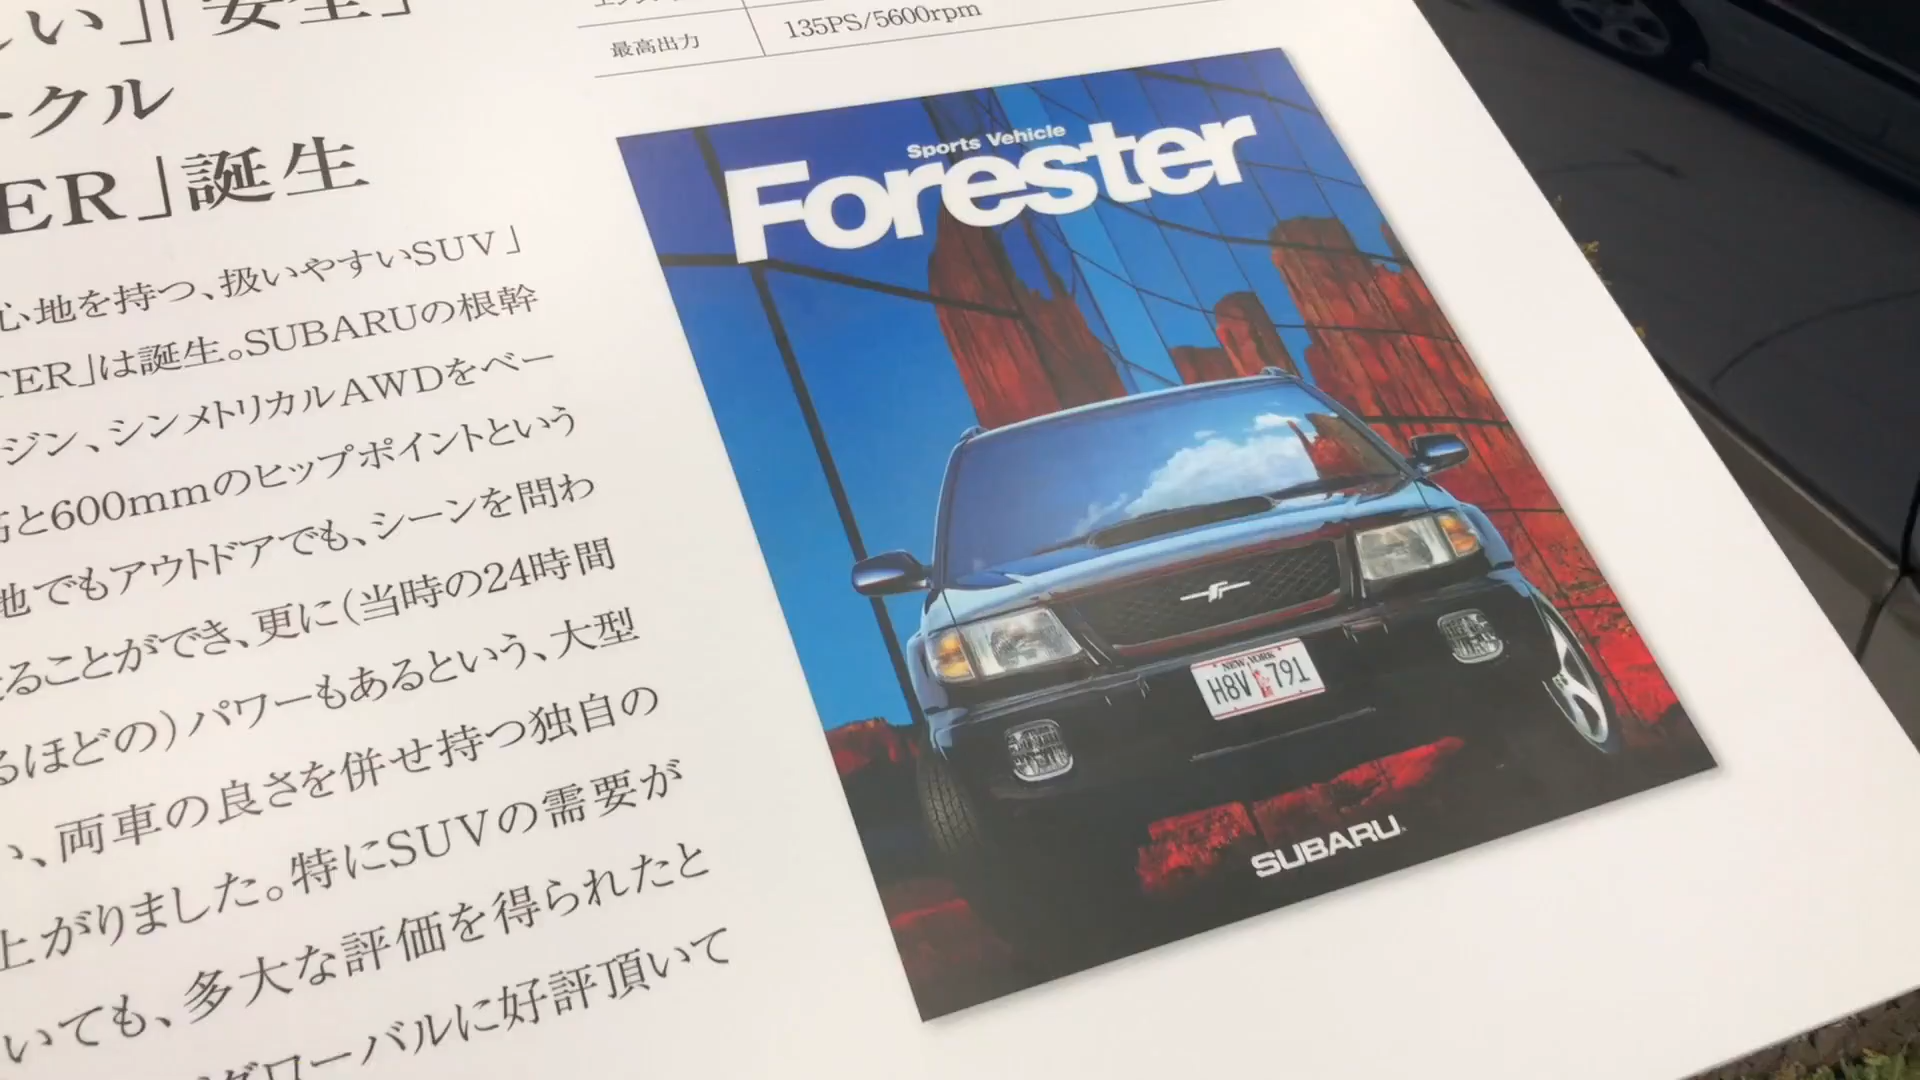 しい」「安全」
ークル
ER」誕生
最高出力
135PS/5600rpm
心地を持つ、扱いやすいSUV」
TER」は誕生。SUBARUの根幹
ジン、シンメトリカルAWDをベー
と600mmのヒップポイントという
地でもアウトドアでも、シーンを問わ
ることができ、更に(当時の24時間
るほどの)パワーもあるという、大型
い、両車の良さを併せ持つ独自の
上がりました。特にSUVの需要が
いても、多大な評価を得られたと
グローバルに好評頂いて
Sports Vehicle
Forester
NEW YORK
H8V 791
SUBARU